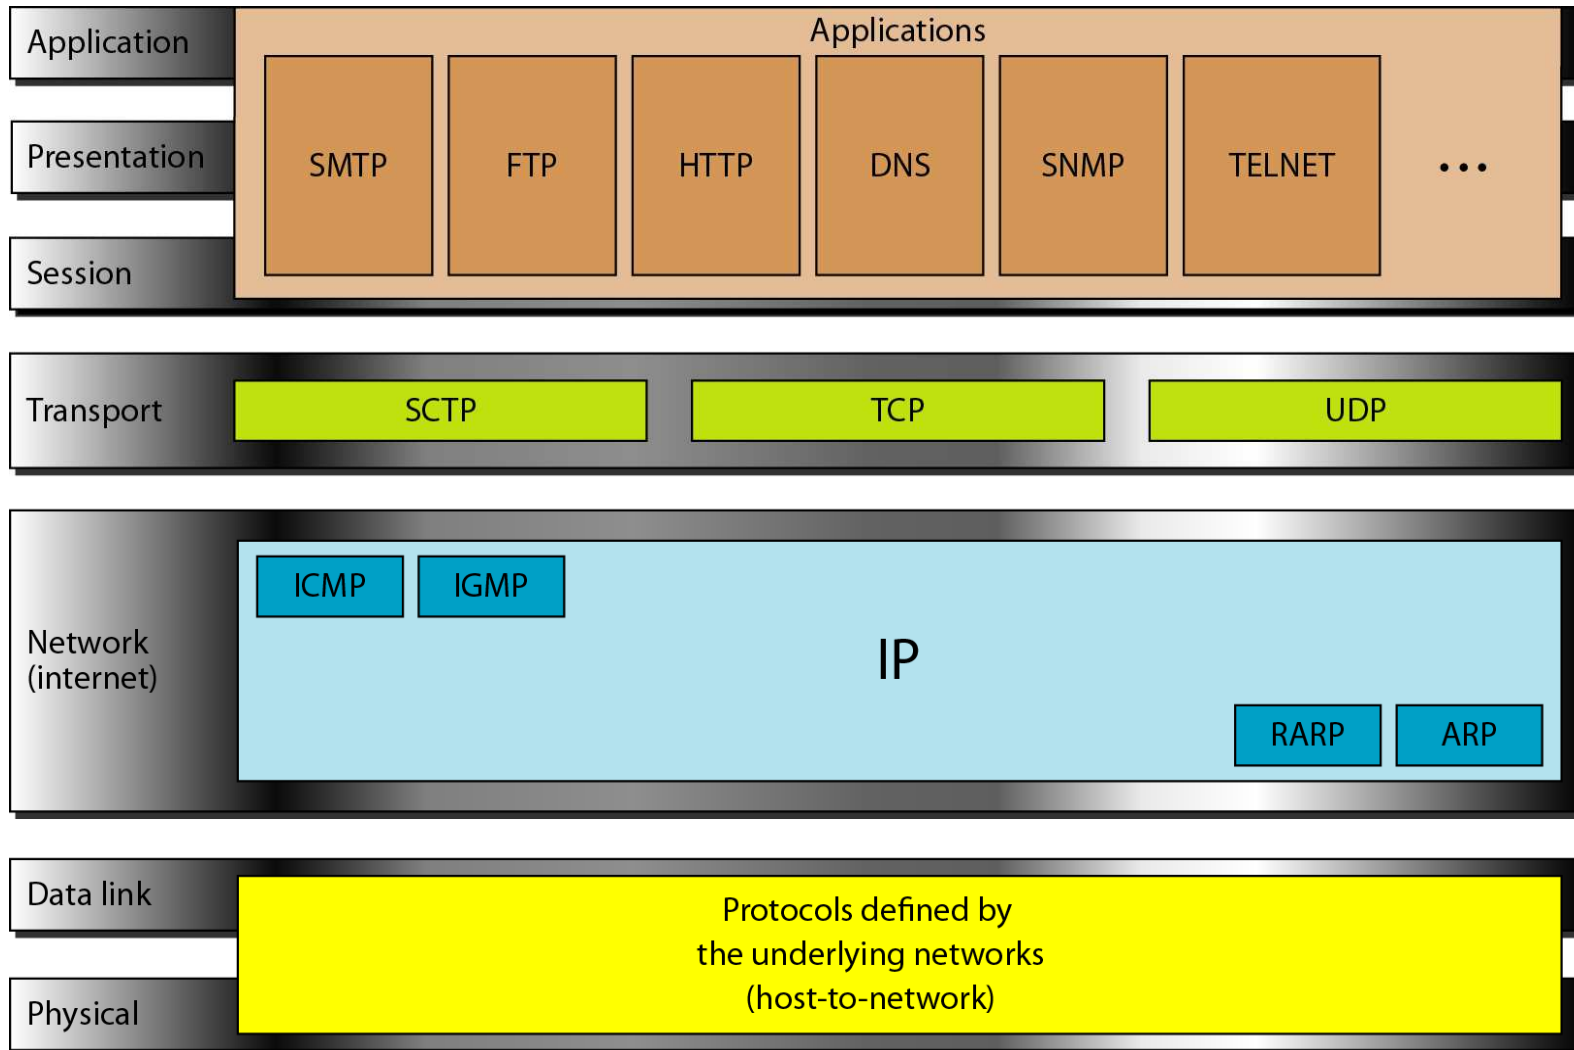 Application
Applications
Presentation
SMTP
FTP
HTTP
DNS
SNMP
TELNET
...
Session
Transport
SCTP
TCP
UDP
Network
(internet)
ICMP
IGMP
IP
RARP
ARP
Data link
Protocols defined by
the underlying networks
(host-to-network)
Physical